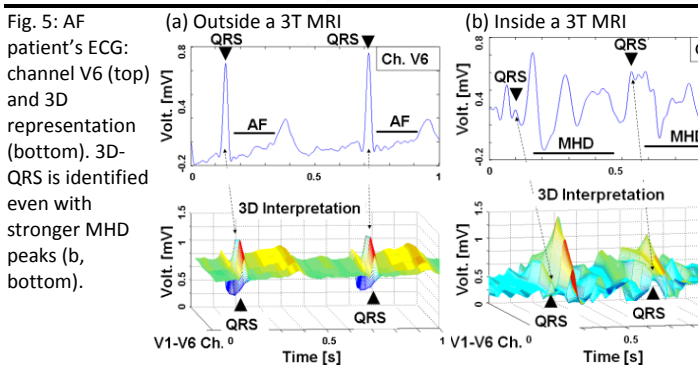 Fig. 5: AF
patient's ECG:
channel V6 (top)
and 3D
representation
(bottom). 3D-
QRS is identified
even with
stronger MHD
peaks (b,
bottom).
(a) Outside a 3T MRI
QRS
QRS
Ch. V6
Volt. [mV]
0.8
0.4
-0.2
AF
AF
0
0.5
1
3D Interpretation
Volt. [mV]
1.5
1
0.5
0
QRS
QRS
V1-V6 Ch.
0
0.5
1
Time [s]
(b) Inside a 3T MRI
QRS
QRS
C
Volt. [mV]
0.8
0.4
-0.2
MHD
MHD
0
0.5
3D Interpretation
Volt. [mV]
1.5
1
0.5
0
QRS
QRS
V1-V6 Ch.
0
0.5
Time [s]